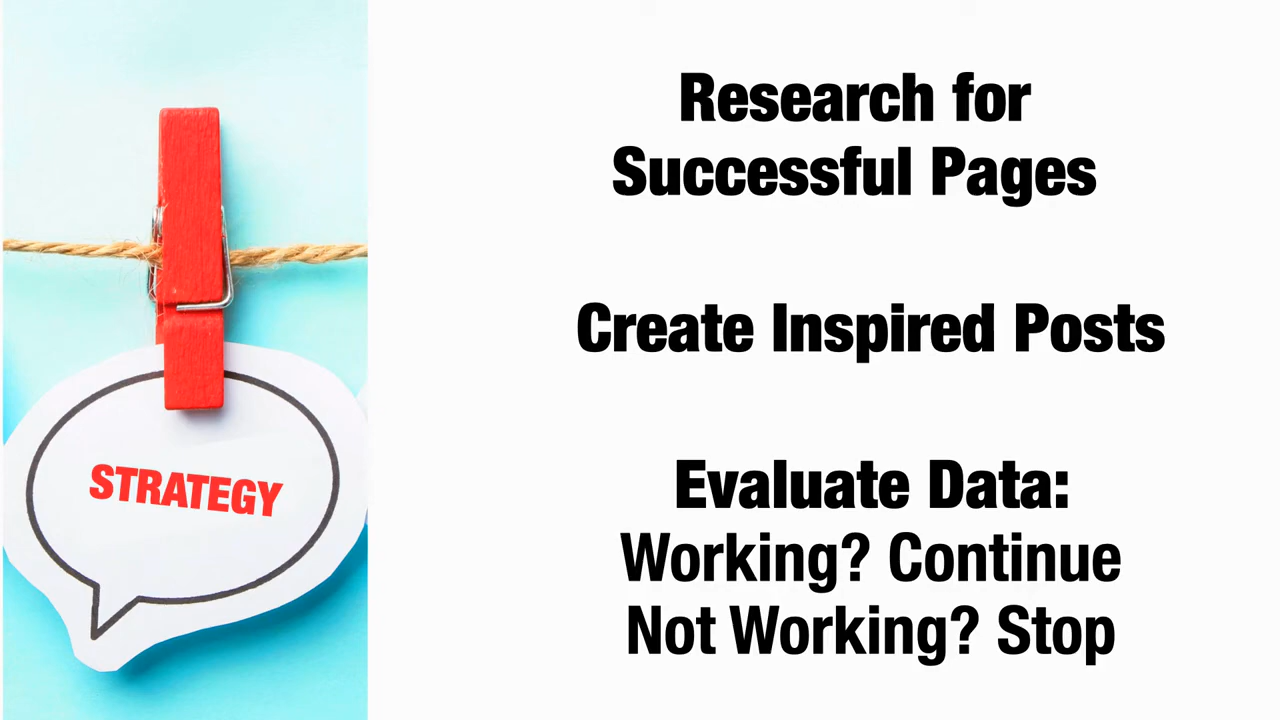 STRATEGY
Research for
Successful Pages
Create Inspired Posts
Evaluate Data:
Working? Continue
Not Working? Stop